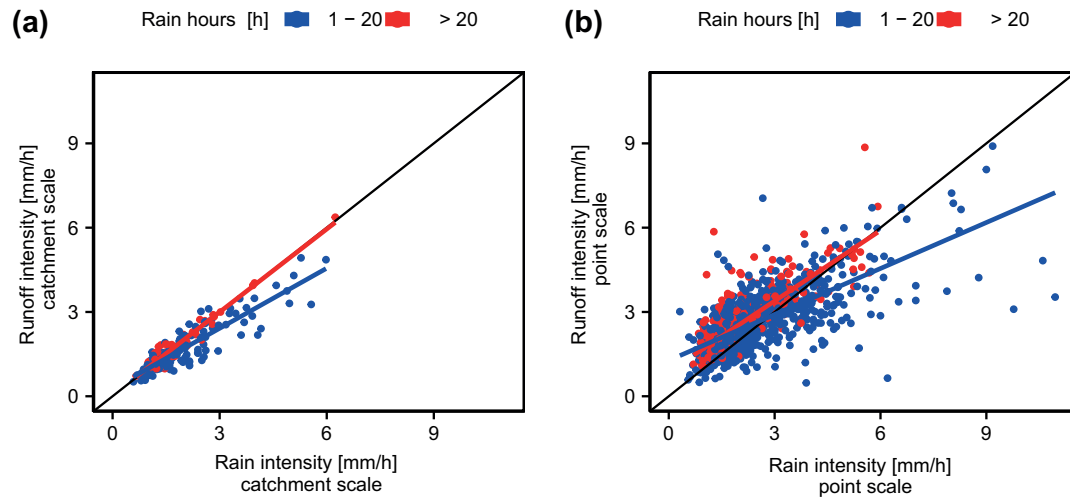 (a)
Rain hours [h] 1 – 20 > 20
Runoff intensity [mm/h]
catchment scale
9
6
3
0
0 3 6 9
Rain intensity [mm/h]
catchment scale
(b)
Rain hours [h] 1 – 20 > 20
Runoff intensity [mm/h]
point scale
9
6
3
0
0 3 6 9
Rain intensity [mm/h]
point scale